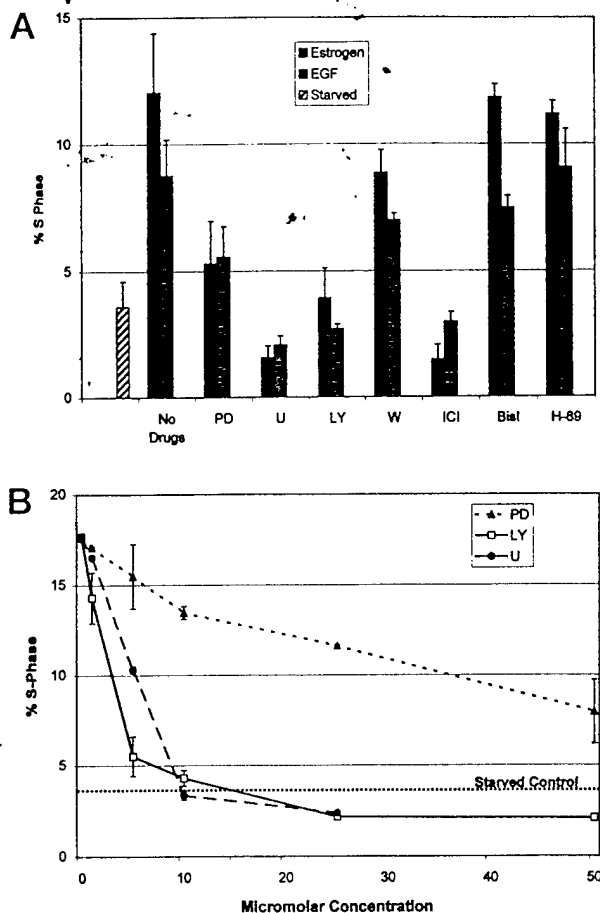 A
15
10
5
0
% S Phase
Estrogen
EGF
Starved
No Drugs
PD
U
LY
W
ICI
BisI
H-89
B
20
15
10
5
0
% S-Phase
PD
LY
U
Starved Control
0
10
20
30
40
50
Micromolar Concentration